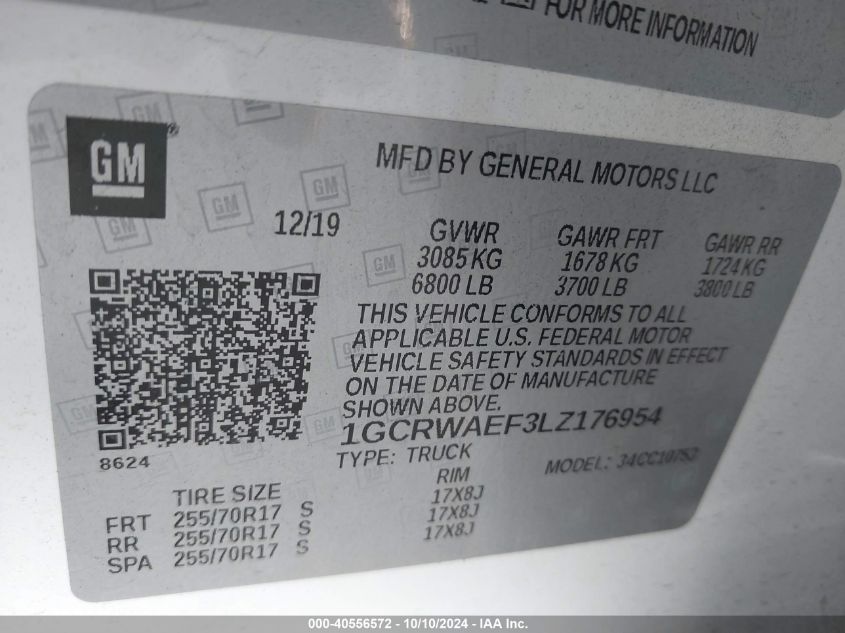 FOR MORE INFORMATION
GM
MFD BY GENERAL MOTORS LLC
12/19
GVWR GAWR FRT GAWR RR
3085 KG 1678 KG 1724 KG
6800 LB 3700 LB 3800 LB
THIS VEHICLE CONFORMS TO ALL
APPLICABLE U.S. FEDERAL MOTOR
VEHICLE SAFETY STANDARDS IN EFFECT
ON THE DATE OF MANUFACTURE
SHOWN ABOVE.
1GCRWAEF3LZ176954
8624
TYPE: TRUCK MODEL:
TIRE SIZE RIM
FRT 255/70R17 S 17X8J
RR 255/70R17 S 17X8J
SPA 255/70R17 S 17X8J
000-40556572 - 10/10/2024 - IAA Inc.